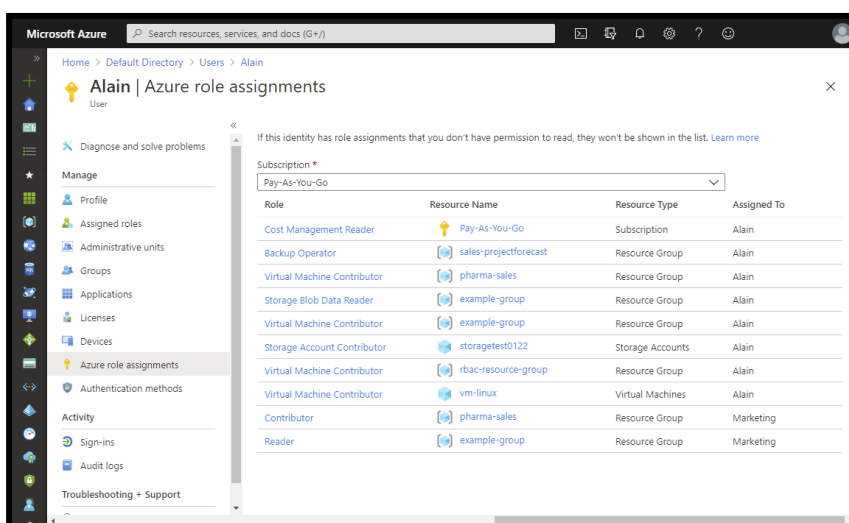 Microsoft Azure
Search resources, services, and docs (G+/)
Home > Default Directory > Users > Alain
Alain | Azure role assignments
User
Diagnose and solve problems
Manage
Profile
Assigned roles
Administrative units
Groups
Applications
Licenses
Devices
Azure role assignments
Authentication methods
Activity
Sign-ins
Audit logs
Troubleshooting + Support
If this identity has role assignments that you don't have permission to read, they won't be shown in the list. Learn more
Subscription *
Pay-As-You-Go
Role Resource Name Resource Type Assigned To
Cost Management Reader Pay-As-You-Go Subscription Alain
Backup Operator sales-projectforecast Resource Group Alain
Virtual Machine Contributor pharma-sales Resource Group Alain
Storage Blob Data Reader example-group Resource Group Alain
Virtual Machine Contributor example-group Resource Group Alain
Storage Account Contributor storagetest0122 Storage Accounts Alain
Virtual Machine Contributor rbac-resource-group Resource Group Alain
Virtual Machine Contributor vm-linux Virtual Machines Alain
Contributor pharma-sales Resource Group Marketing
Reader example-group Resource Group Marketing